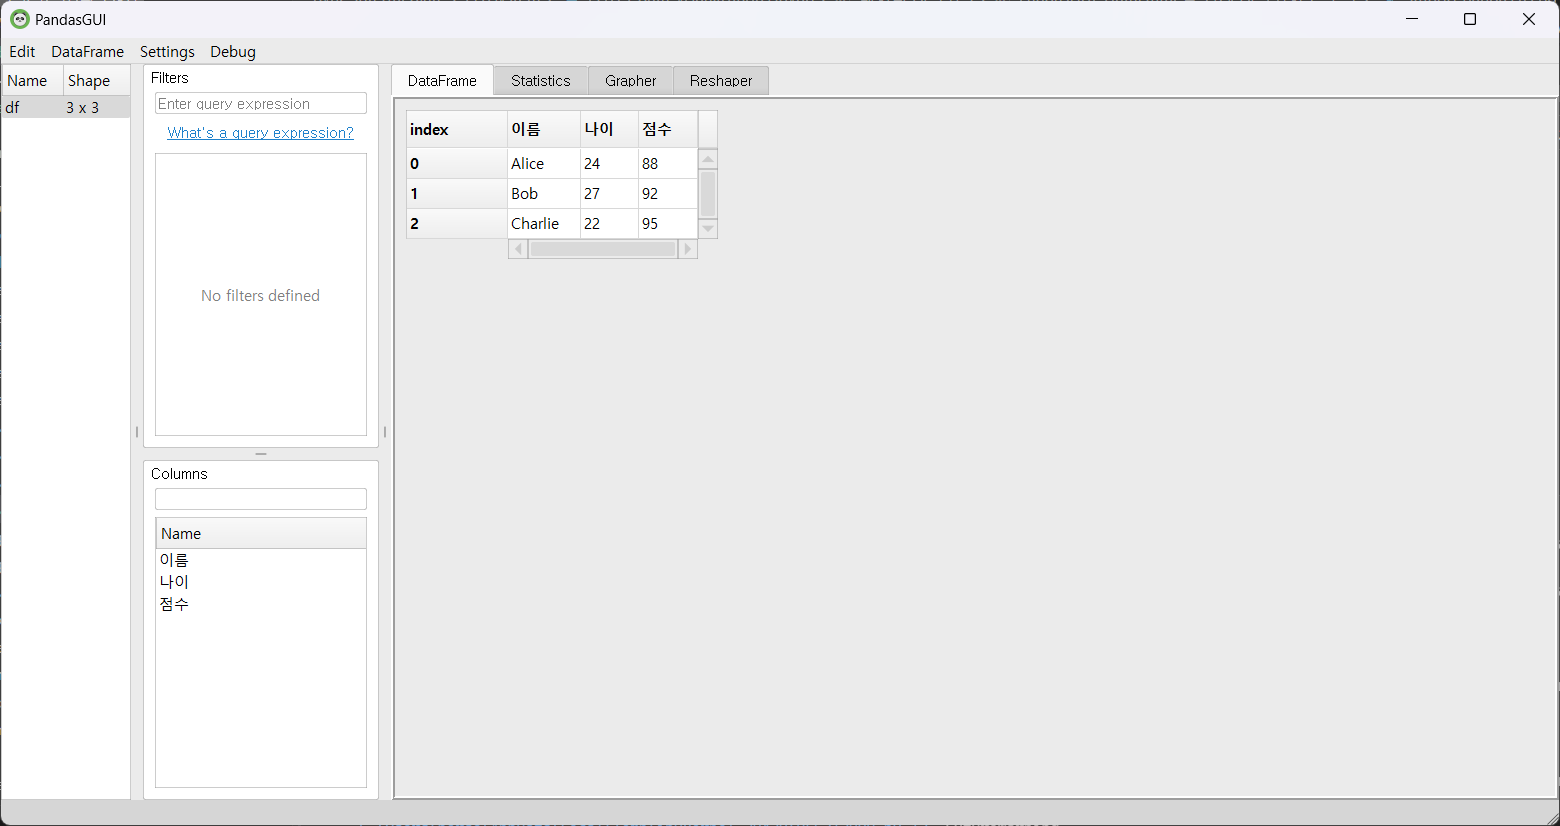 PandasGUI
Edit DataFrame Settings Debug
Name Shape
df 3 x 3
Filters
Enter query expression
What's a query expression?
No filters defined
Columns
Name
이름
나이
점수
DataFrame Statistics Grapher Reshaper
index 이름 나이 점수
0 Alice 24 88
1 Bob 27 92
2 Charlie 22 95